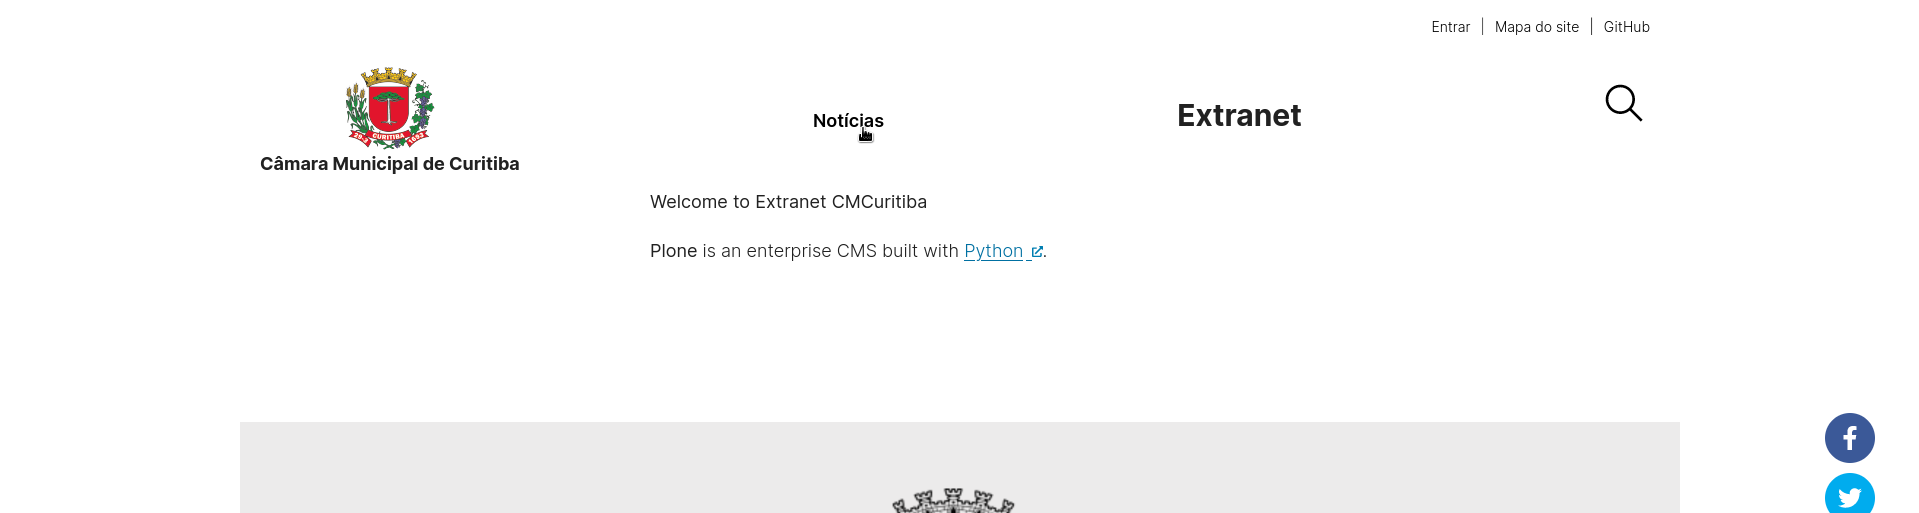 Entrar | Mapa do site | GitHub
CURITIBA
Câmara Municipal de Curitiba
Notícias
Extranet
Welcome to Extranet CMCuritiba
Plone is an enterprise CMS built with Python.